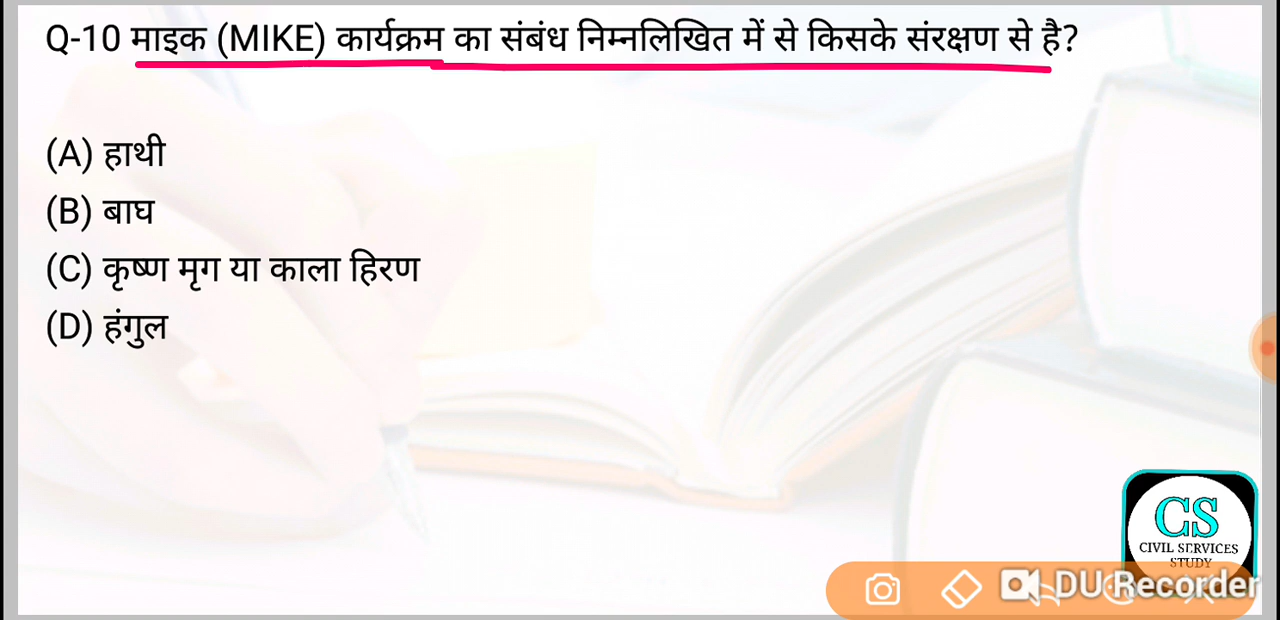 Q-10 माइक (MIKE) कार्यक्रम का संबंध निम्नलिखित में से किसके संरक्षण से है?
(A) हाथी
(B) बाघ
(C) कृष्ण मृग या काला हिरण
(D) हंगुल
CS
CIVIL SERVICES
STUDY
DU Recorder